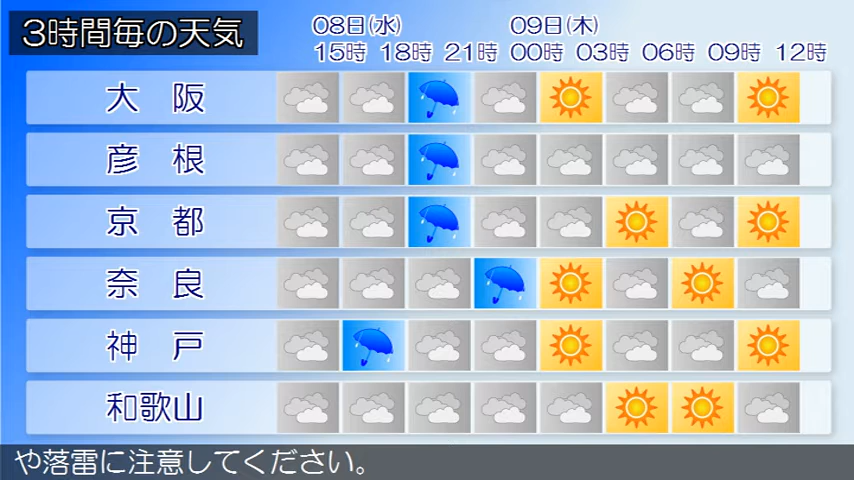 3時間毎の天気
08日(水) 09日(木)
15時 18時 21時 00時 03時 06時 09時 12時
大阪
彦根
京都
奈良
神戸
和歌山
や落雷に注意してください。